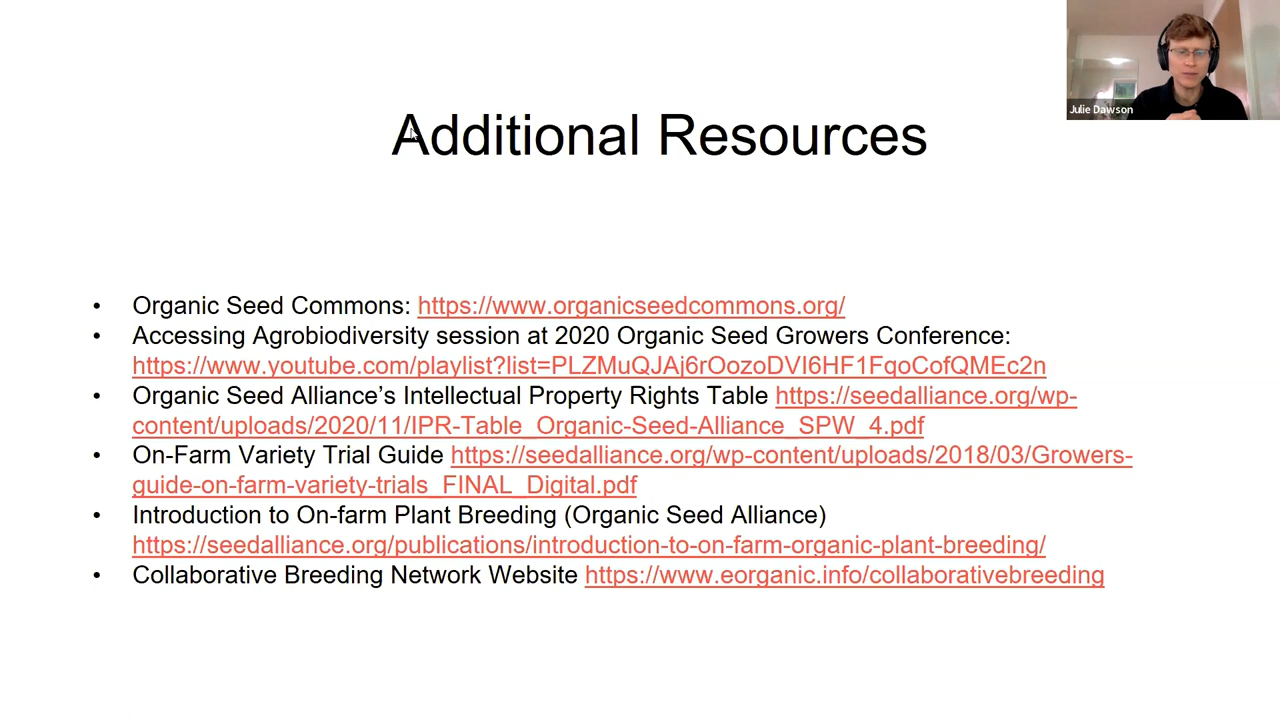 Julie Dawson
Additional Resources
• Organic Seed Commons: https://www.organicseedcommons.org/
• Accessing Agrobiodiversity session at 2020 Organic Seed Growers Conference:
https://www.youtube.com/playlist?list=PLZMuQJAj6rOozoDVI6HF1FqoCofQMEc2n
• Organic Seed Alliance’s Intellectual Property Rights Table https://seedalliance.org/wp-
content/uploads/2020/11/IPR-Table_Organic-Seed-Alliance_SPW_4.pdf
• On-Farm Variety Trial Guide https://seedalliance.org/wp-content/uploads/2018/03/Growers-
guide-on-farm-variety-trials_FINAL_Digital.pdf
• Introduction to On-farm Plant Breeding (Organic Seed Alliance)
https://seedalliance.org/publications/introduction-to-on-farm-organic-plant-breeding/
• Collaborative Breeding Network Website https://www.eorganic.info/collaborativebreeding